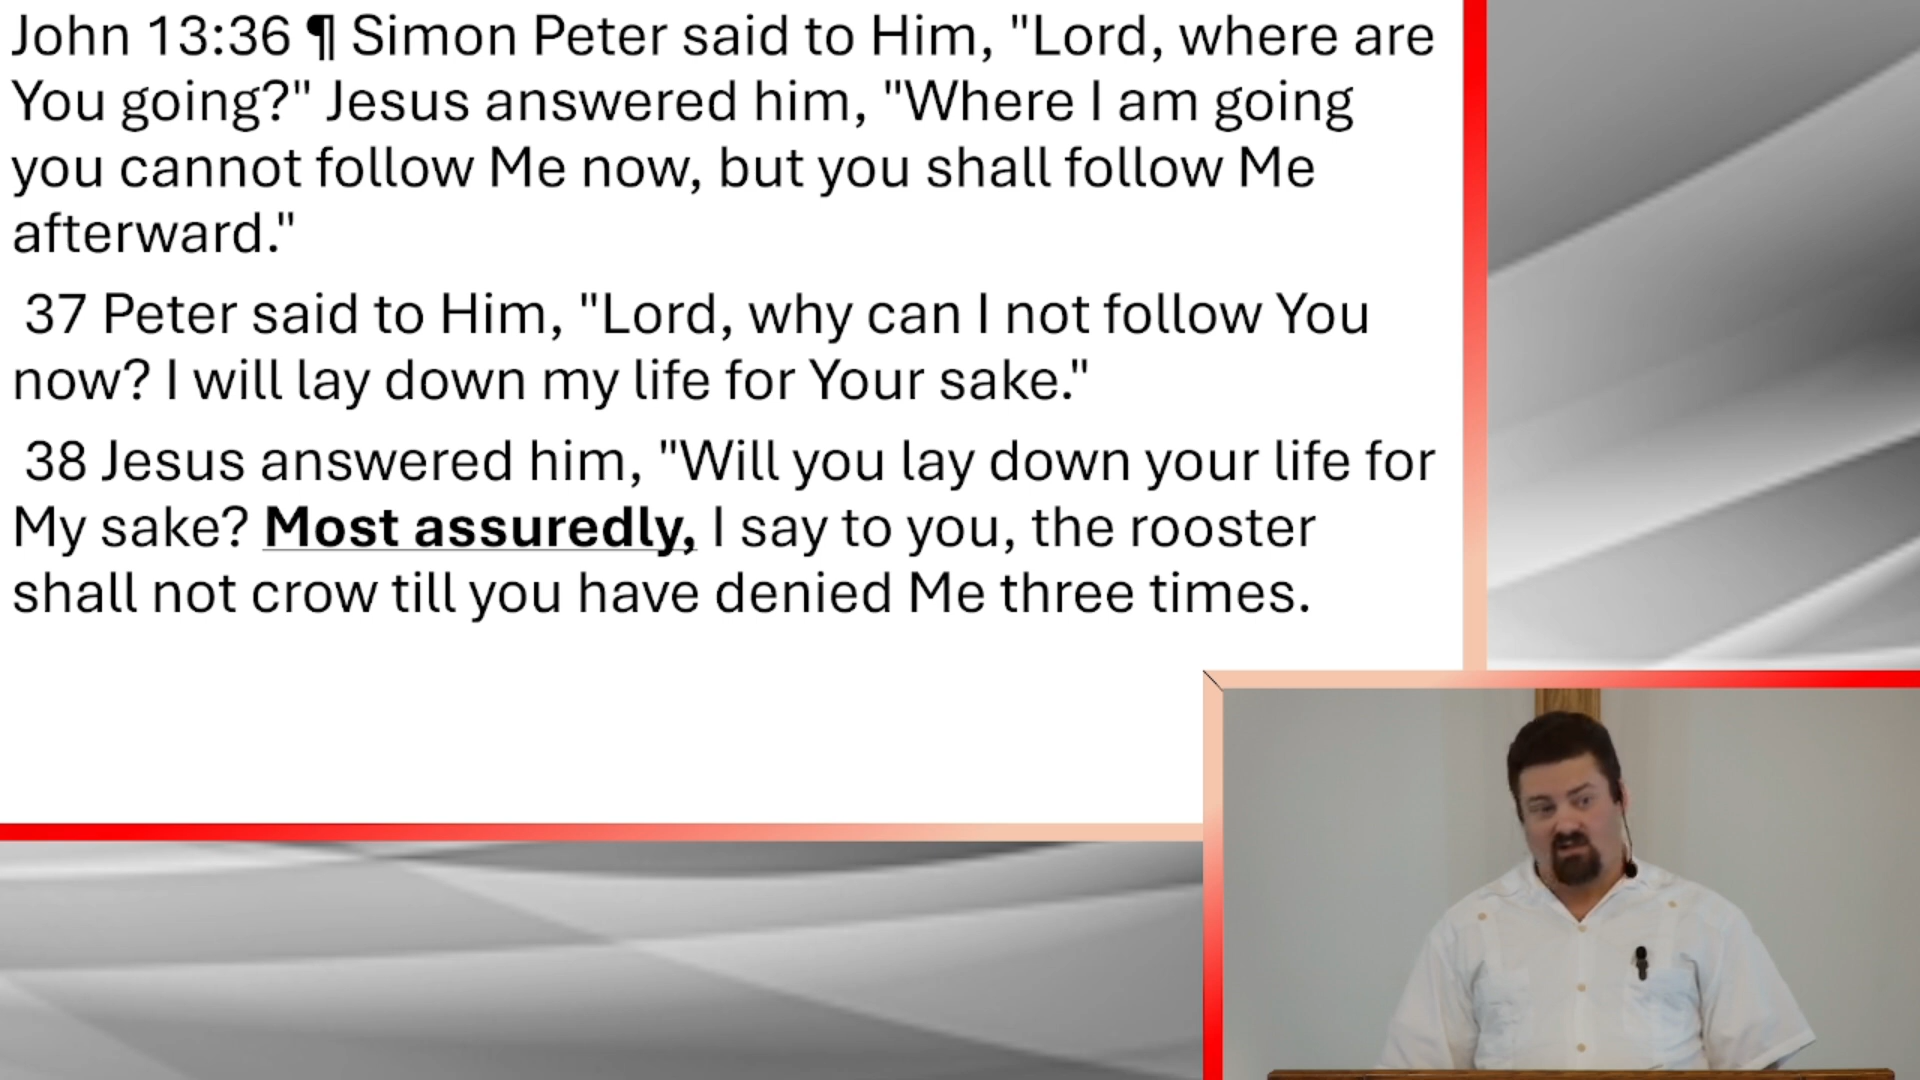 John 13:36 ¶ Simon Peter said to Him, "Lord, where are
You going?" Jesus answered him, "Where I am going
you cannot follow Me now, but you shall follow Me
afterward."
37 Peter said to Him, "Lord, why can I not follow You
now? I will lay down my life for Your sake."
38 Jesus answered him, "Will you lay down your life for
My sake? Most assuredly, I say to you, the rooster
shall not crow till you have denied Me three times.